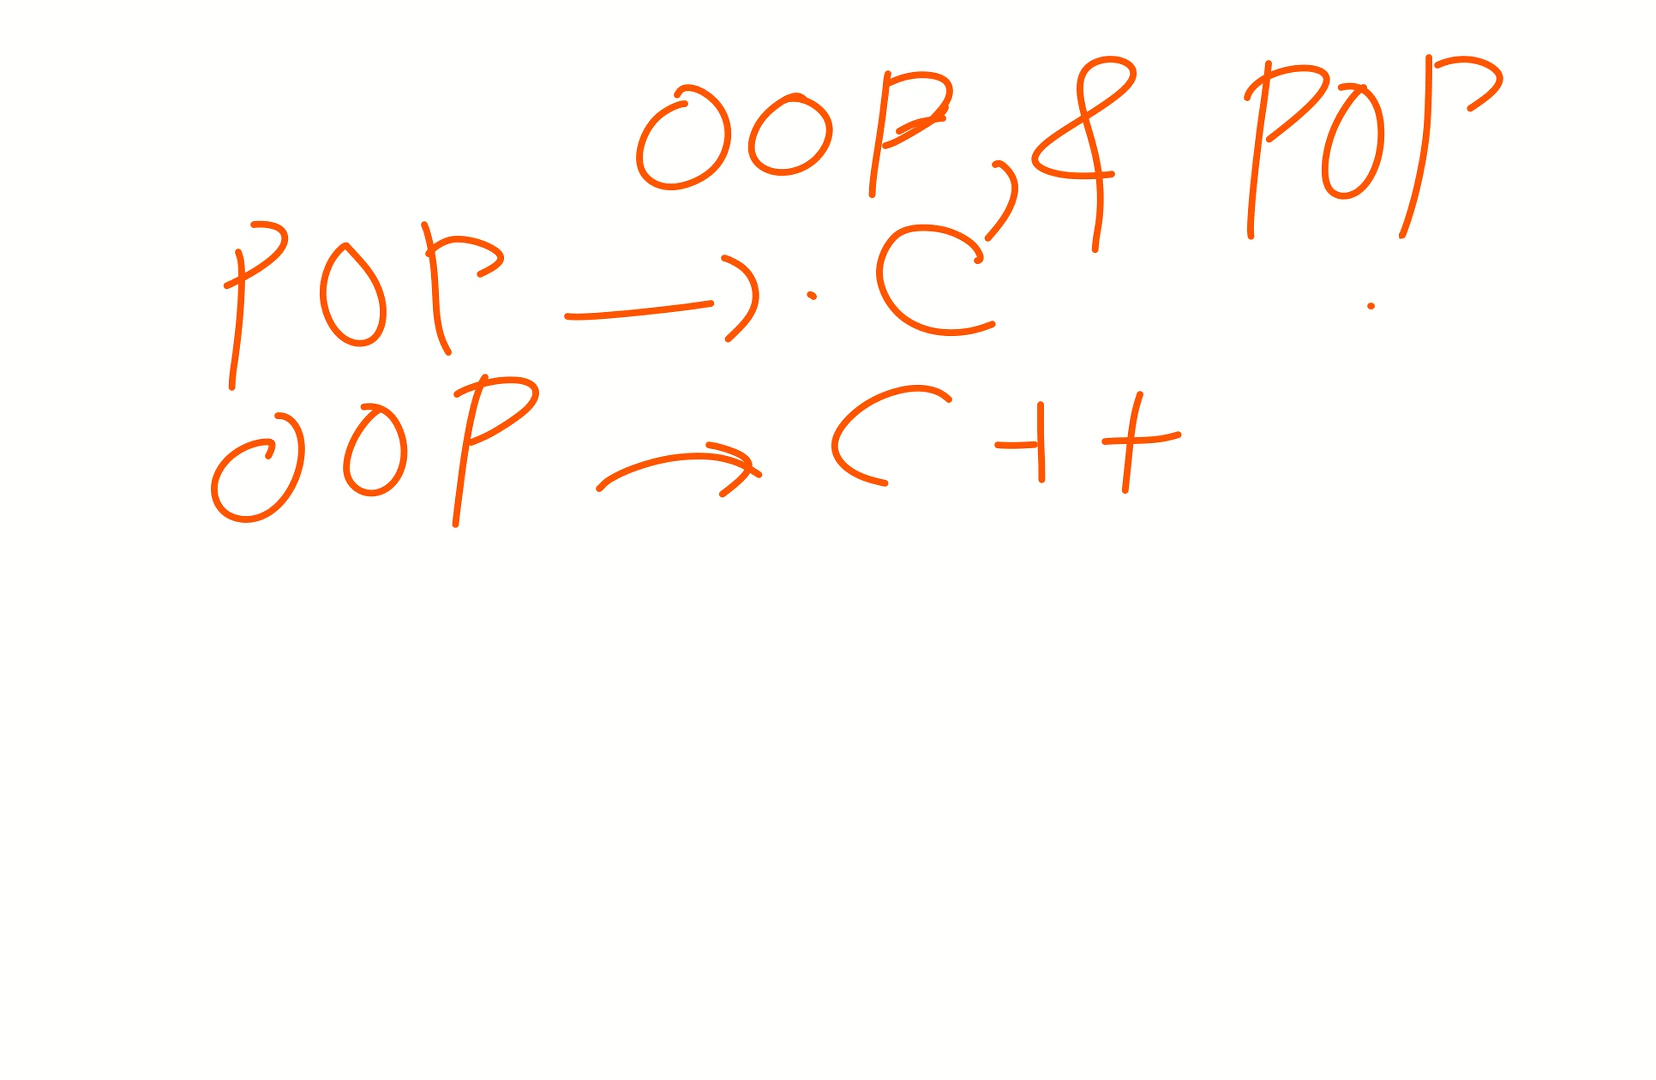 OOP, & POP
POP → C
OOP → C++